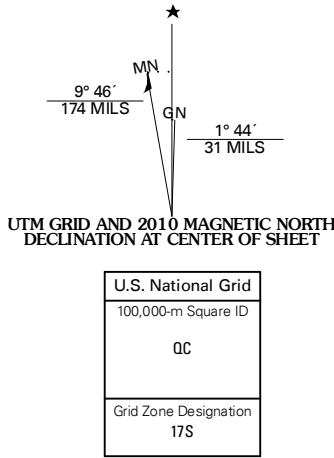 ★
MN
GN
9° 46´
174 MILS
1° 44´
31 MILS
UTM GRID AND 2010 MAGNETIC NORTH
DECLINATION AT CENTER OF SHEET
U.S. National Grid
100,000-m Square ID
QC
Grid Zone Designation
17S